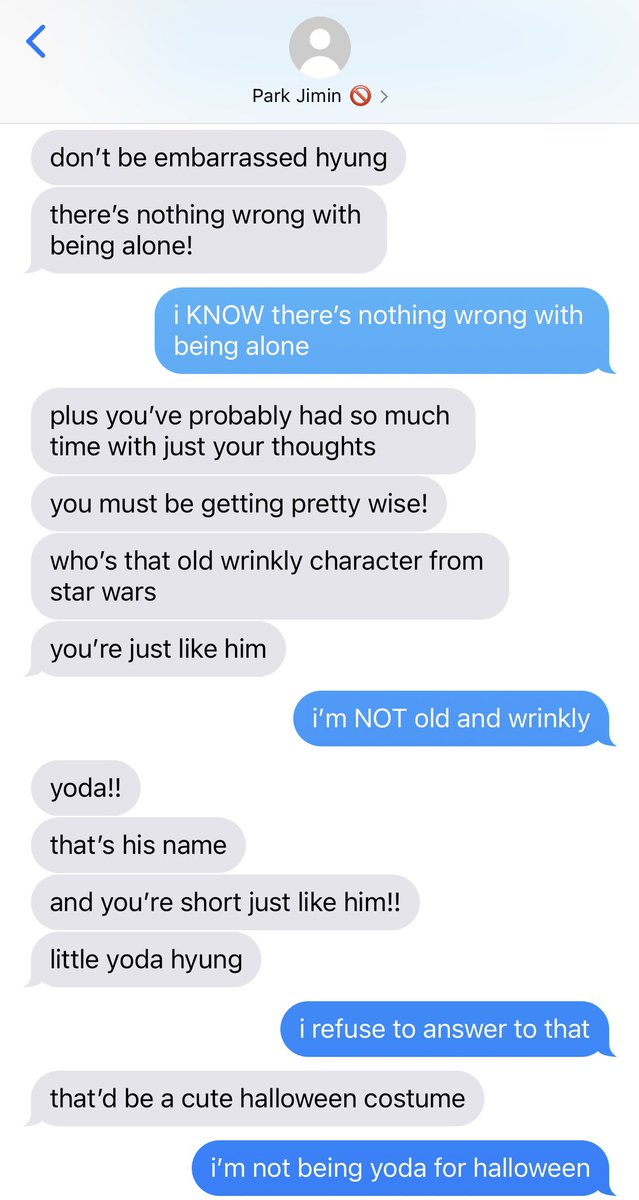 Park Jimin 🚫 >
don’t be embarrassed hyung
there’s nothing wrong with
being alone!
i KNOW there’s nothing wrong with
being alone
plus you’ve probably had so much
time with just your thoughts
you must be getting pretty wise!
who’s that old wrinkly character from
star wars
you’re just like him
i’m NOT old and wrinkly
yoda!!
that’s his name
and you’re short just like him!!
little yoda hyung
i refuse to answer to that
that’d be a cute halloween costume
i’m not being yoda for halloween